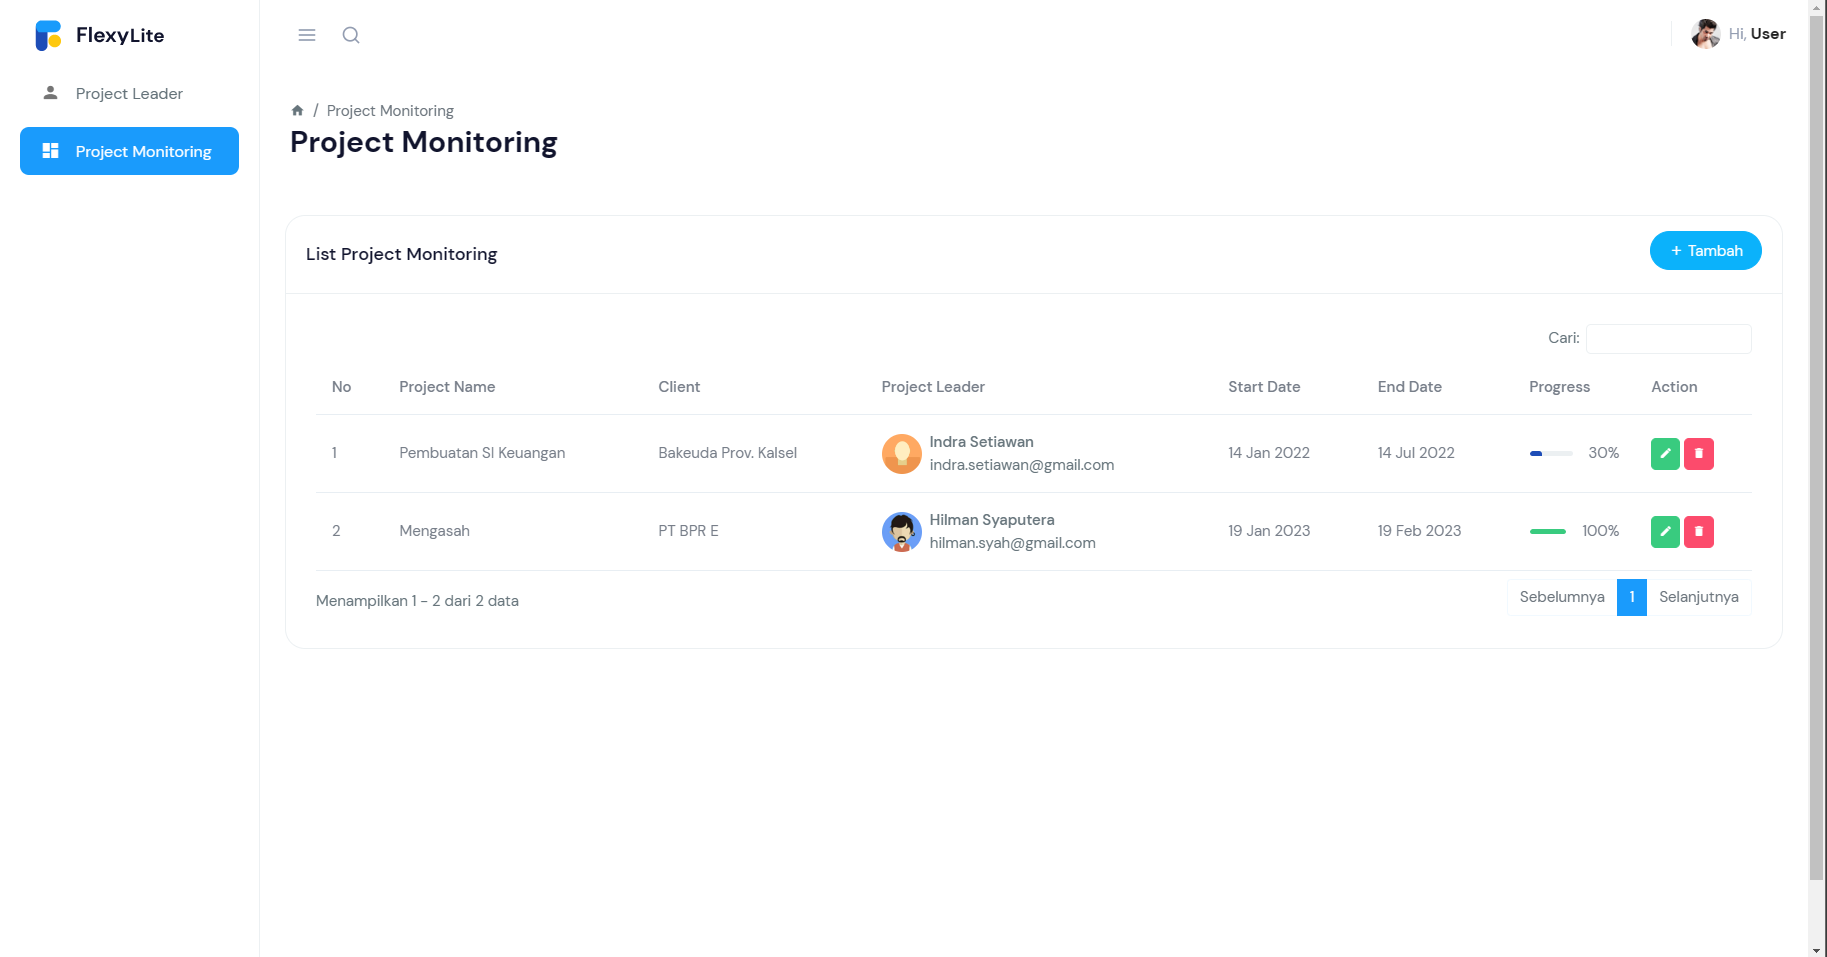 FlexyLite
Project Leader
Project Monitoring
Hi, User
/ Project Monitoring
Project Monitoring
List Project Monitoring
+ Tambah
Cari:
No Project Name Client Project Leader Start Date End Date Progress Action
1 Pembuatan SI Keuangan Bakeuda Prov. Kalsel Indra Setiawan 14 Jan 2022 14 Jul 2022 30%
indra.setiawan@gmail.com
2 Mengasah PT BPR E Hilman Syaputera 19 Jan 2023 19 Feb 2023 100%
hilman.syah@gmail.com
Menampilkan 1 - 2 dari 2 data
Sebelumnya 1 Selanjutnya